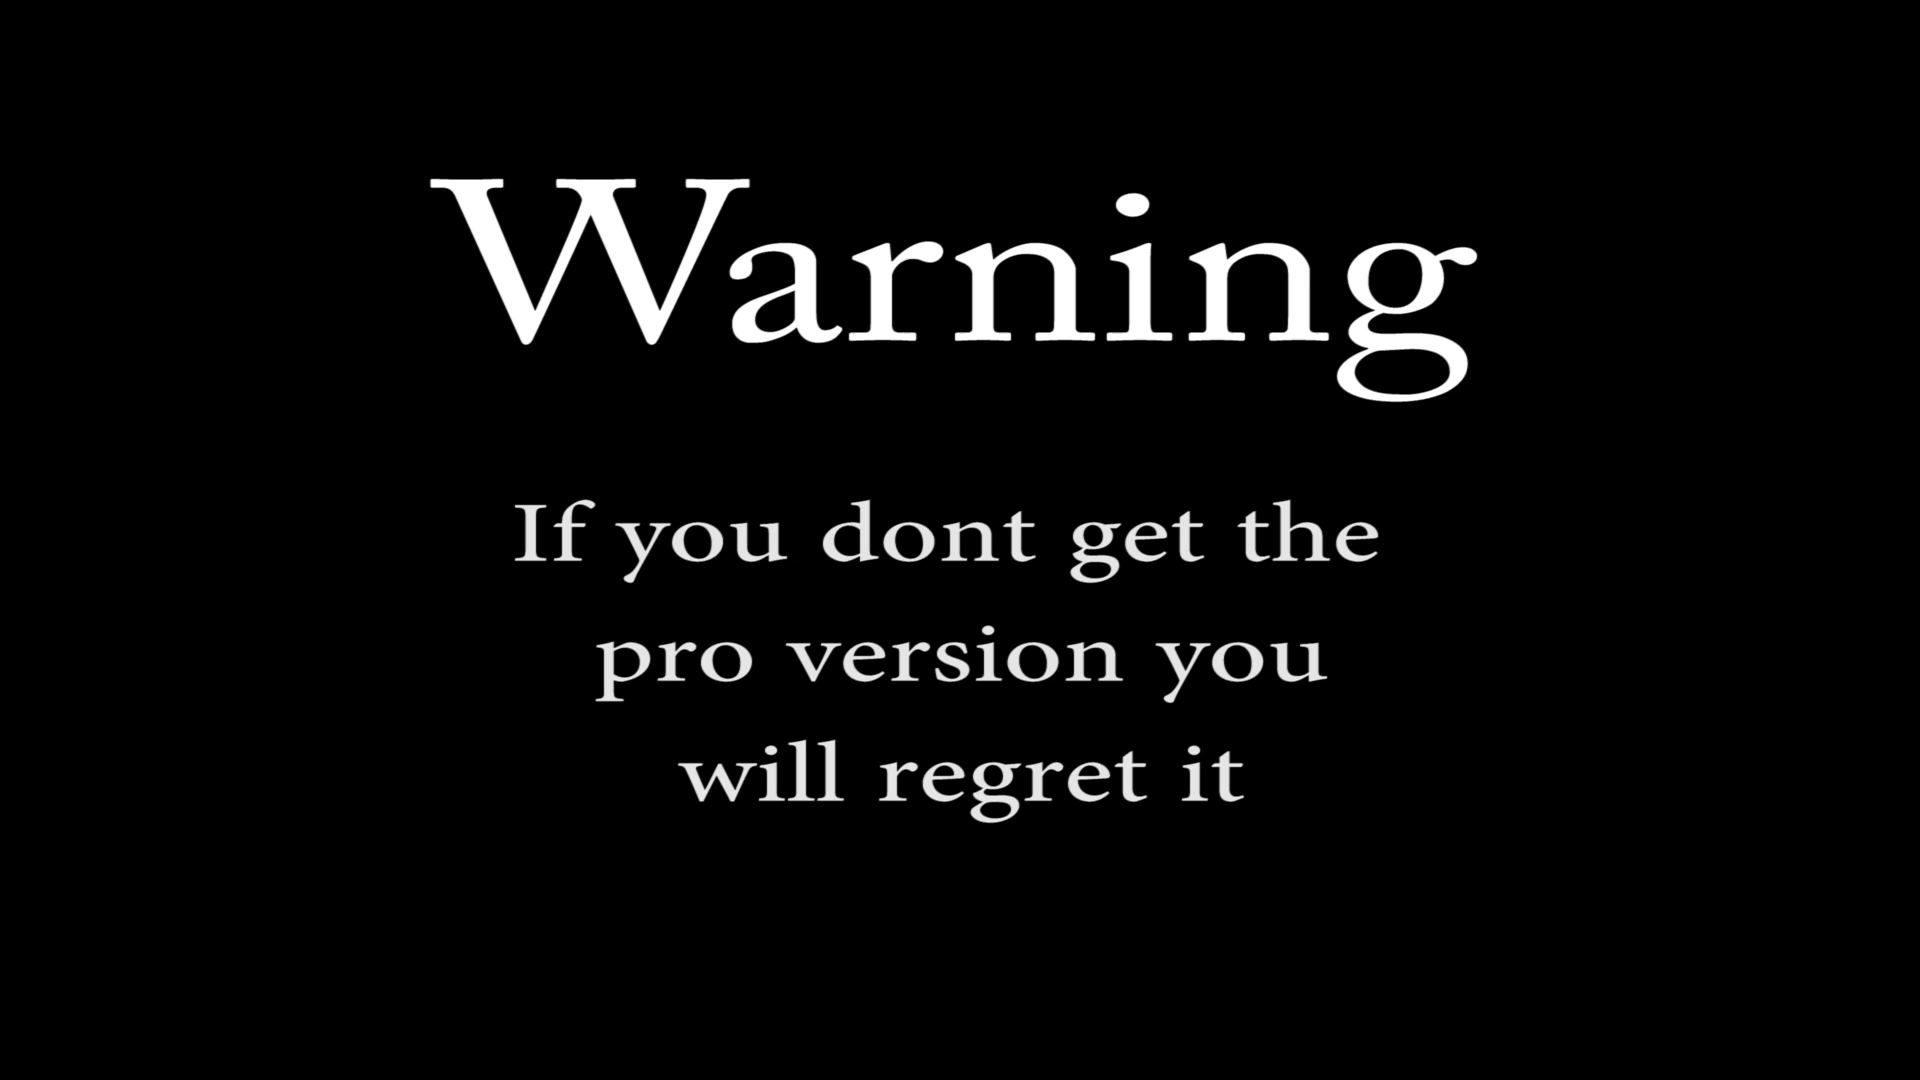 Warning
If you dont get the
pro version you
will regret it